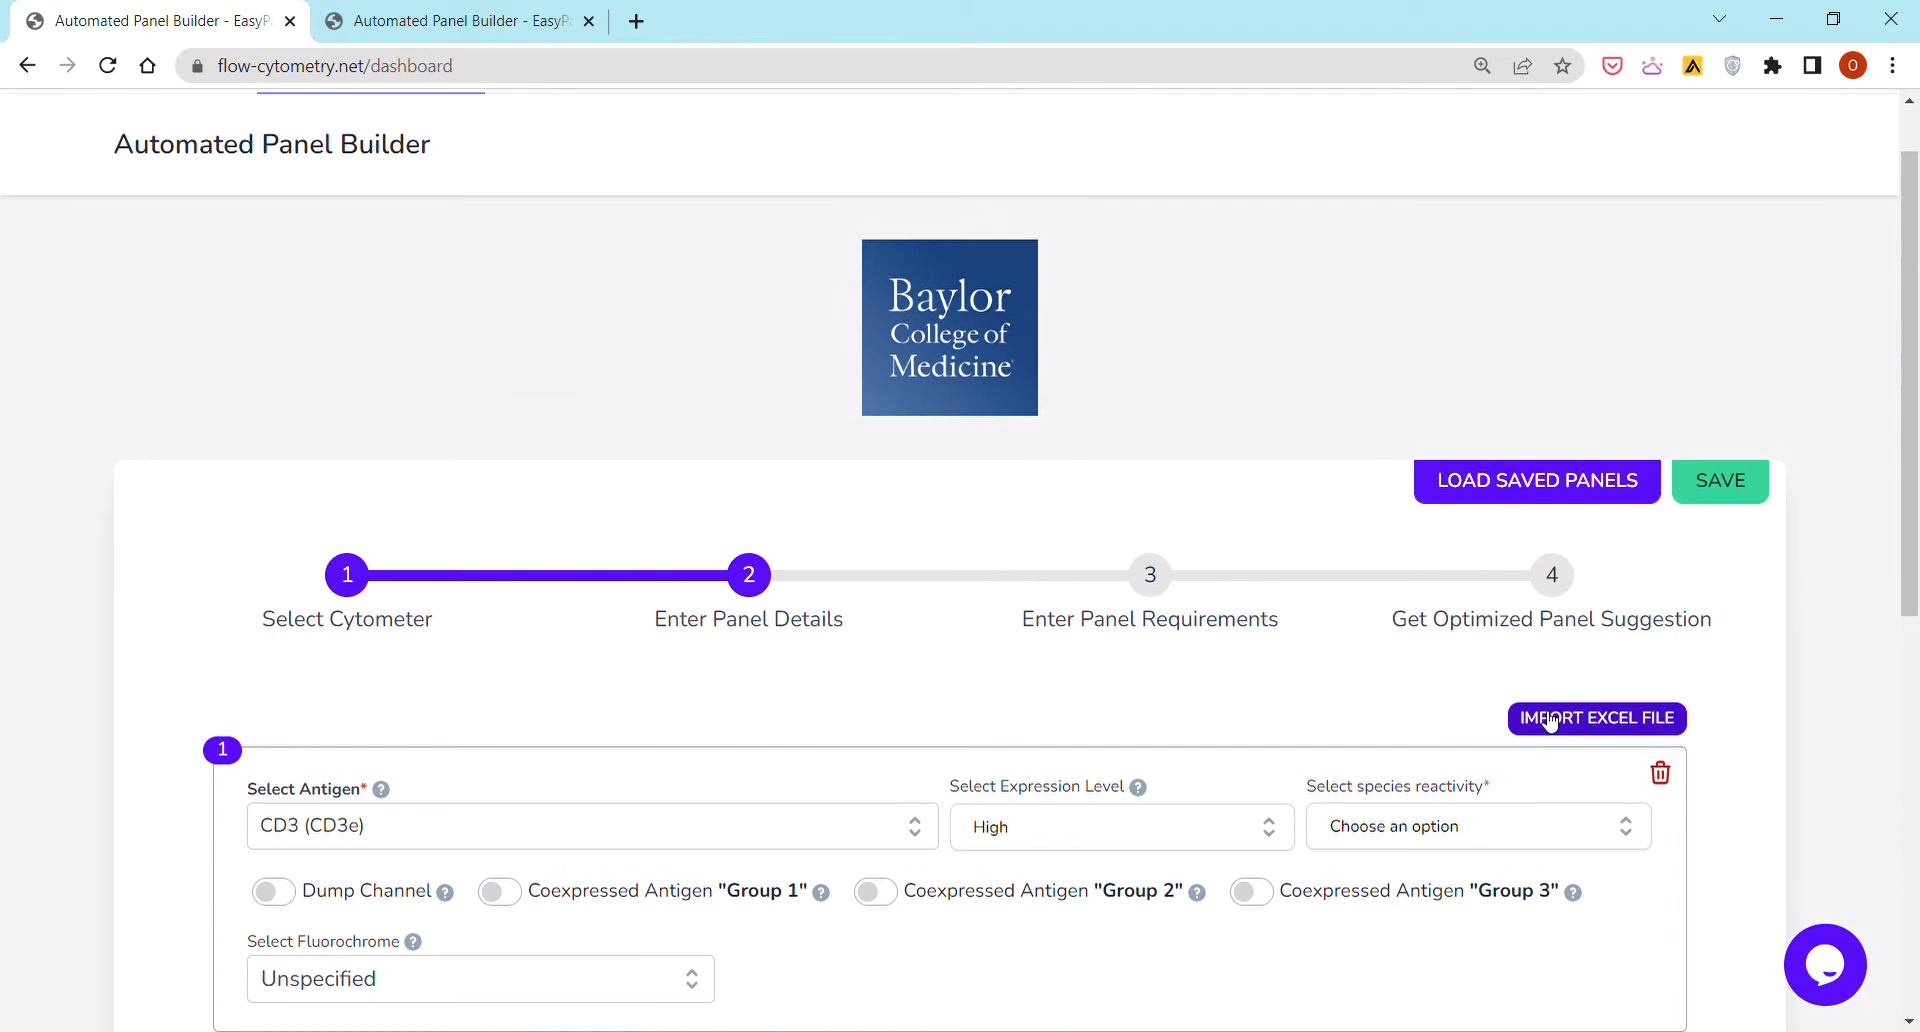 Automated Panel Builder - EasyP
Automated Panel Builder - EasyP
flow-cytometry.net/dashboard
O
Automated Panel Builder
Baylor
College of
Medicine
LOAD SAVED PANELS
SAVE
1
2
3
4
Select Cytometer
Enter Panel Details
Enter Panel Requirements
Get Optimized Panel Suggestion
IMPORT EXCEL FILE
1
Select Antigen* ?
Select Expression Level ?
Select species reactivity*
CD3 (CD3e)
High
Choose an option
Dump Channel ?
Coexpressed Antigen "Group 1" ?
Coexpressed Antigen "Group 2" ?
Coexpressed Antigen "Group 3" ?
Select Fluorochrome ?
Unspecified